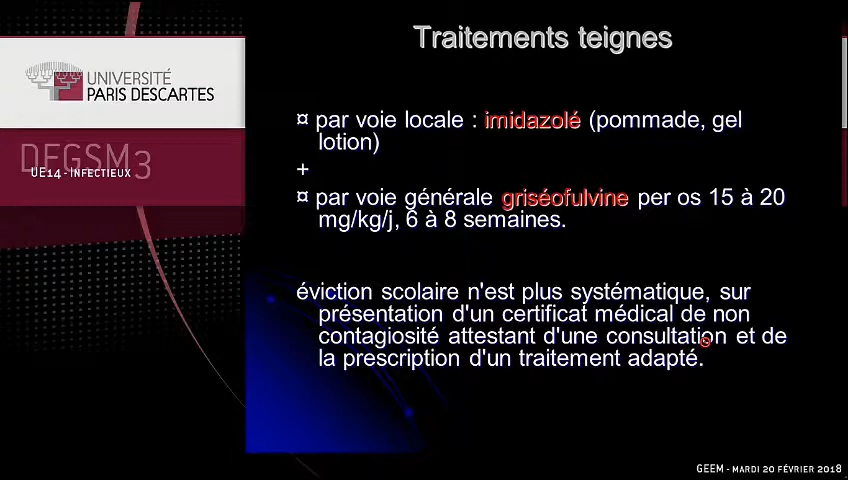 Traitements teignes
UNIVERSITÉ
PARIS DESCARTES
DFGSM3
UE14 - INFECTIEUX
¤ par voie locale : imidazolé (pommade, gel
lotion)
+
¤ par voie générale griséofulvine per os 15 à 20
mg/kg/j, 6 à 8 semaines.
éviction scolaire n'est plus systématique, sur
présentation d'un certificat médical de non
contagiosité attestant d'une consultation et de
la prescription d'un traitement adapté.
GEEM - MARDI 20 FÉVRIER 2018